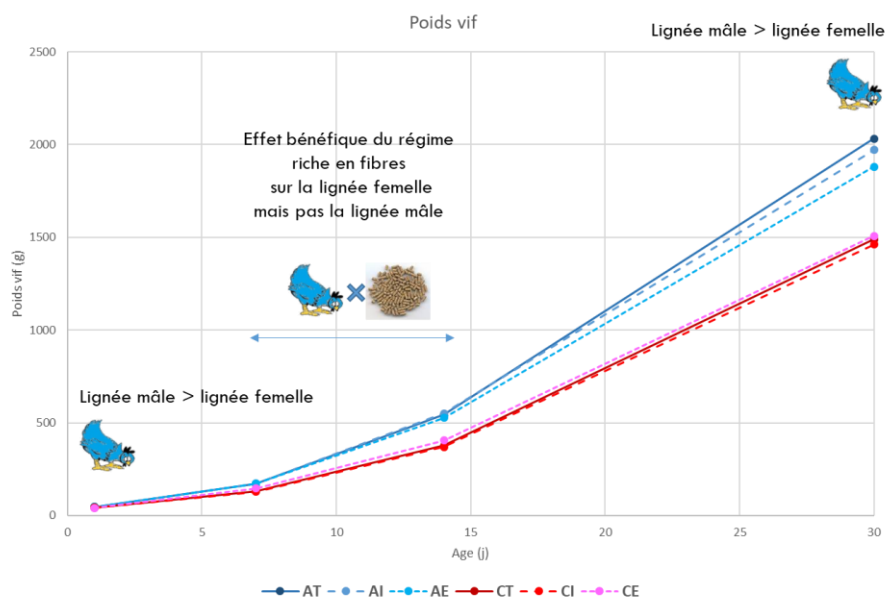 Poids vif
Lignée mâle > lignée femelle
2500
2000
1500
1000
500
0
Poids vif (g)
Effet bénéfique du régime
riche en fibres
sur la lignée femelle
mais pas la lignée mâle
Lignée mâle > lignée femelle
0 5 10 15 20 25 30
Age (j)
AT AI AE CT CI CE